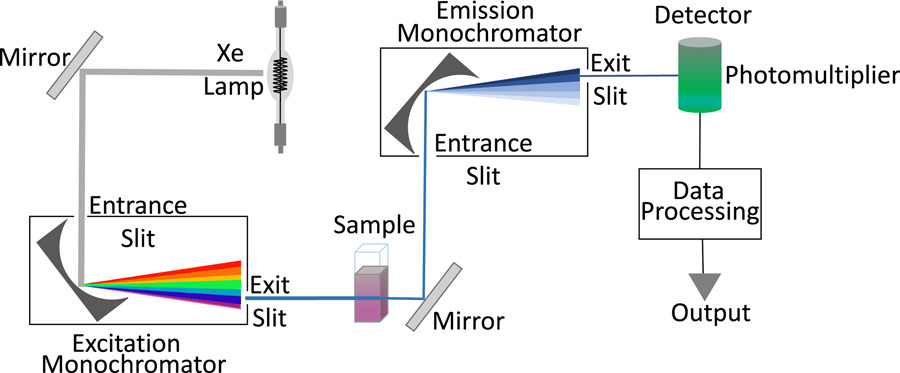 Mirror
Xe
Lamp
Entrance
Slit
Exit
Slit
Excitation
Monochromator
Sample
Mirror
Emission
Monochromator
Entrance
Slit
Exit
Slit
Detector
Photomultiplier
Data
Processing
Output